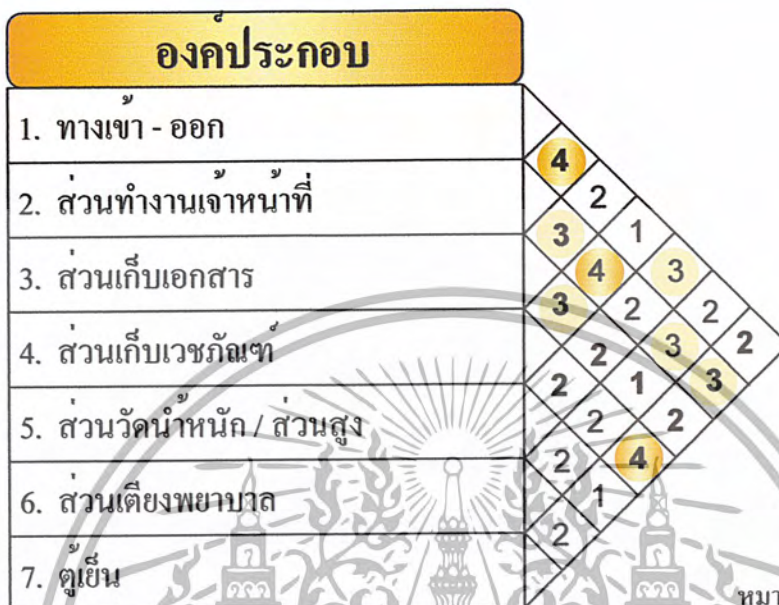 องค์ประกอบ
1. ทางเข้า - ออก
4
2. ส่วนทำงานเจ้าหน้าที่
2
3 1
3. ส่วนเก็บเอกสาร
4 3
3 2 2
4. ส่วนเก็บเวชภัณฑ์
2 3 2
2 1 3
5. ส่วนวัดน้ำหนัก / ส่วนสูง
2 2
2 4
6. ส่วนเตียงพยาบาล
1
2
7. ตู้เย็น
หมา